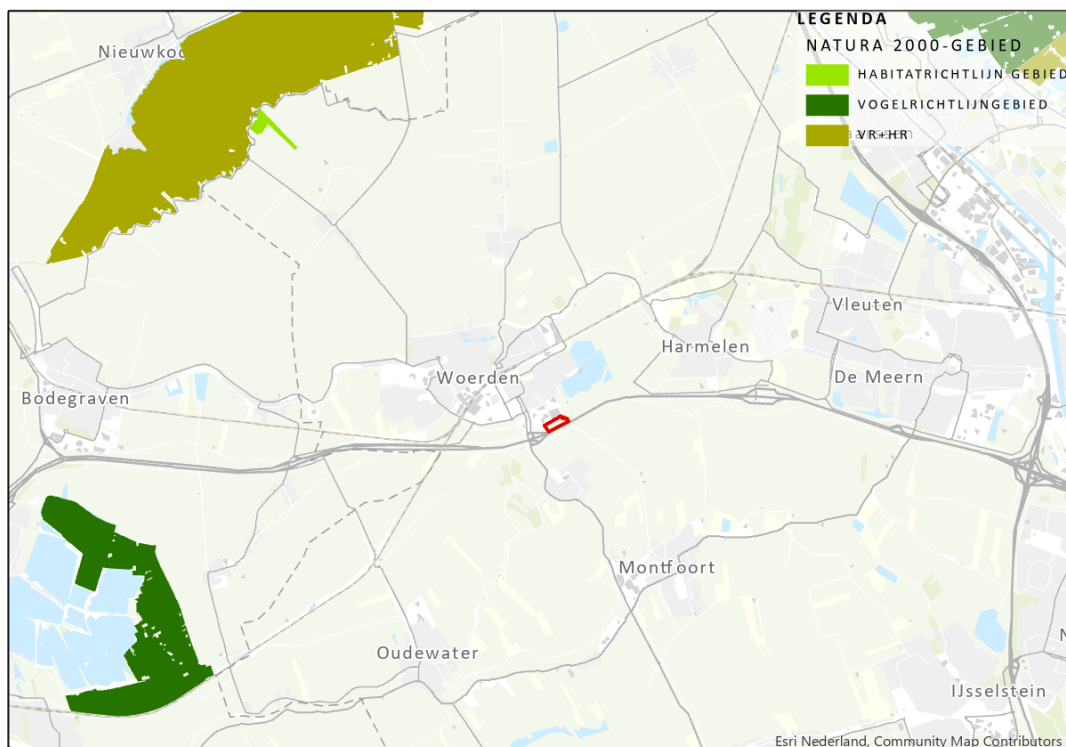 LEGENDA
NATURA 2000-GEBIED
HABITATRICHTLIJN GEBIED
VOGELRICHTLIJNGEBIED
VR+HR
Nieuwkoo
Vleuten
Harmelen
Woerden
De Meern
Bodegraven
Montfoort
Oudewater
IJsselstein
Esri Nederland, Community Map Contributors